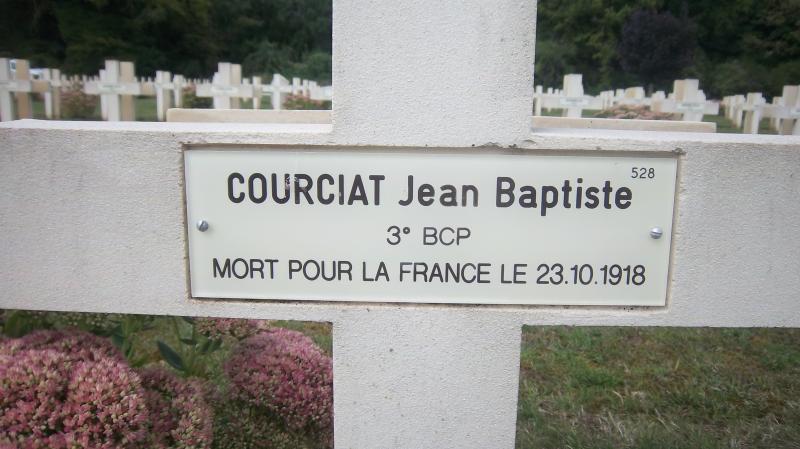 528
COURCIAT Jean Baptiste
3° BCP
MORT POUR LA FRANCE LE 23.10.1918